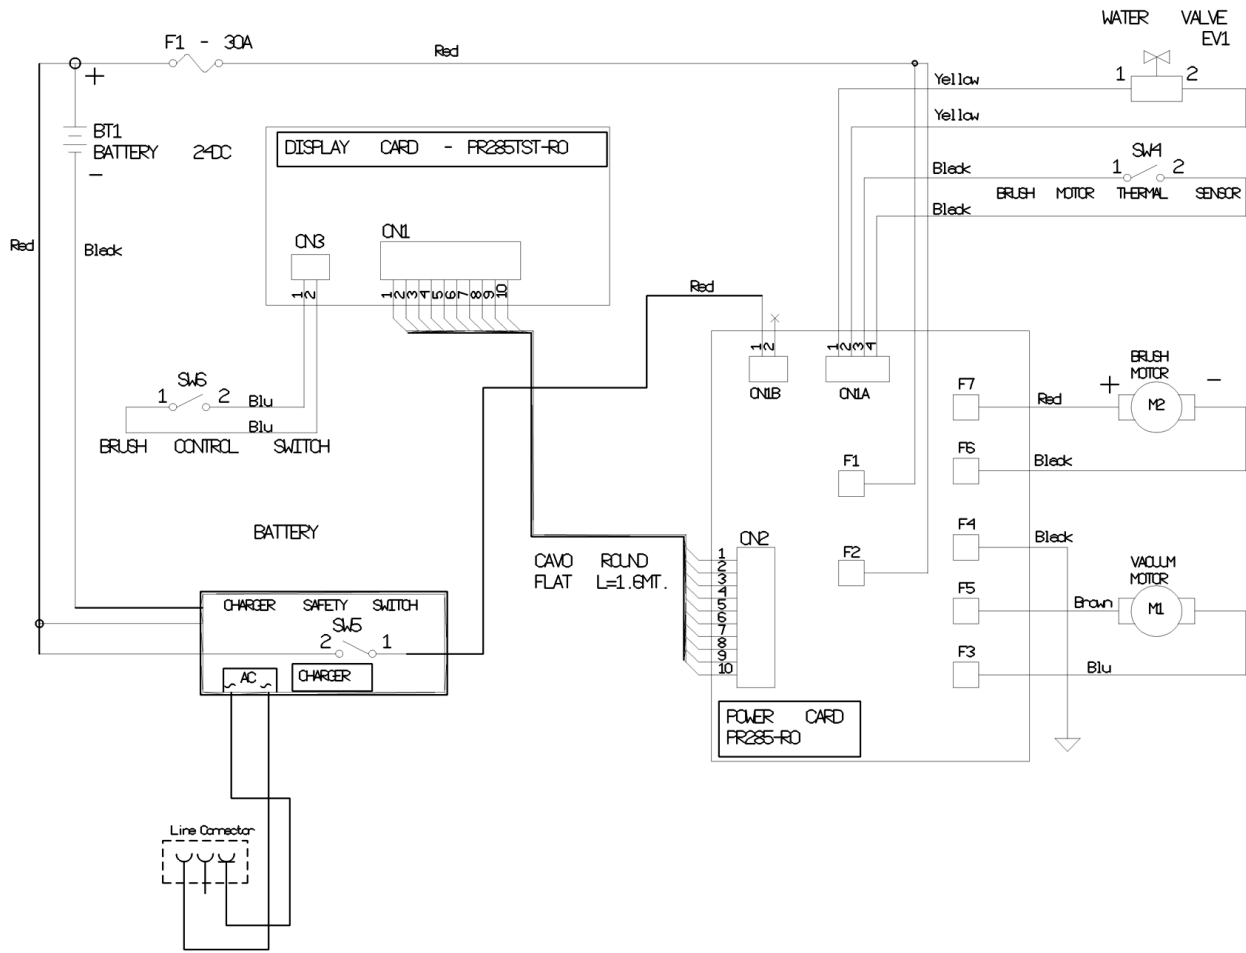 WATER VALVE
EV1
F1 - 30A
Red
+
Yellow
1 2
BT1
BATTERY 24DC
-
DISPLAY CARD - PR285TST-RO
Yellow
SW4
Black
1 2
BRUSH MOTOR THERMAL SENSOR
Black
Red
Black
CN3
CN1
1 2
1 2 3 4 5 6 7 8 9 10
Red
1 2
1 2 3 4
CN1B
CN1A
SW6
1 2
Blu
Blu
BRUSH CONTROL SWITCH
F7
BRUSH
MOTOR
+ -
Red
M2
F1
F6
Black
BATTERY
CAVO ROUND
FLAT L=1.6MT.
CN2
1
2
3
4
5
6
7
8
9
10
F2
F4
Black
VACUUM
MOTOR
F5
Brown
M1
F3
Blu
CHARGER SAFETY SWITCH
SW5
2 1
AC
~ ~
CHARGER
POWER CARD
PR285-RO
Line Connector